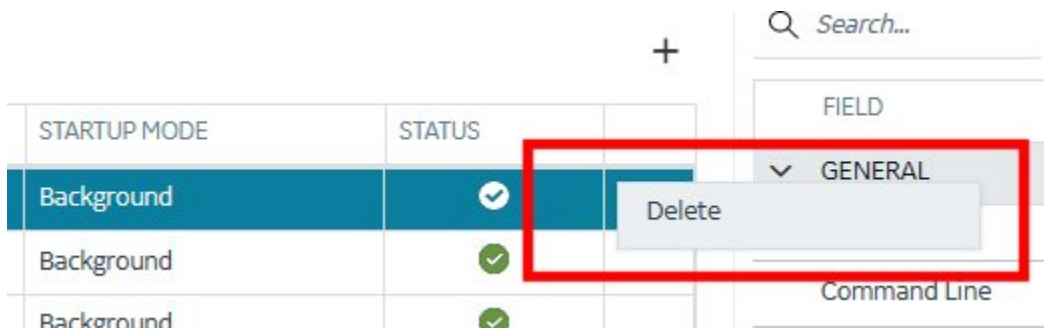 Search...
STARTUP MODE STATUS
FIELD
GENERAL
Background
Delete
Background
Command Line
Background